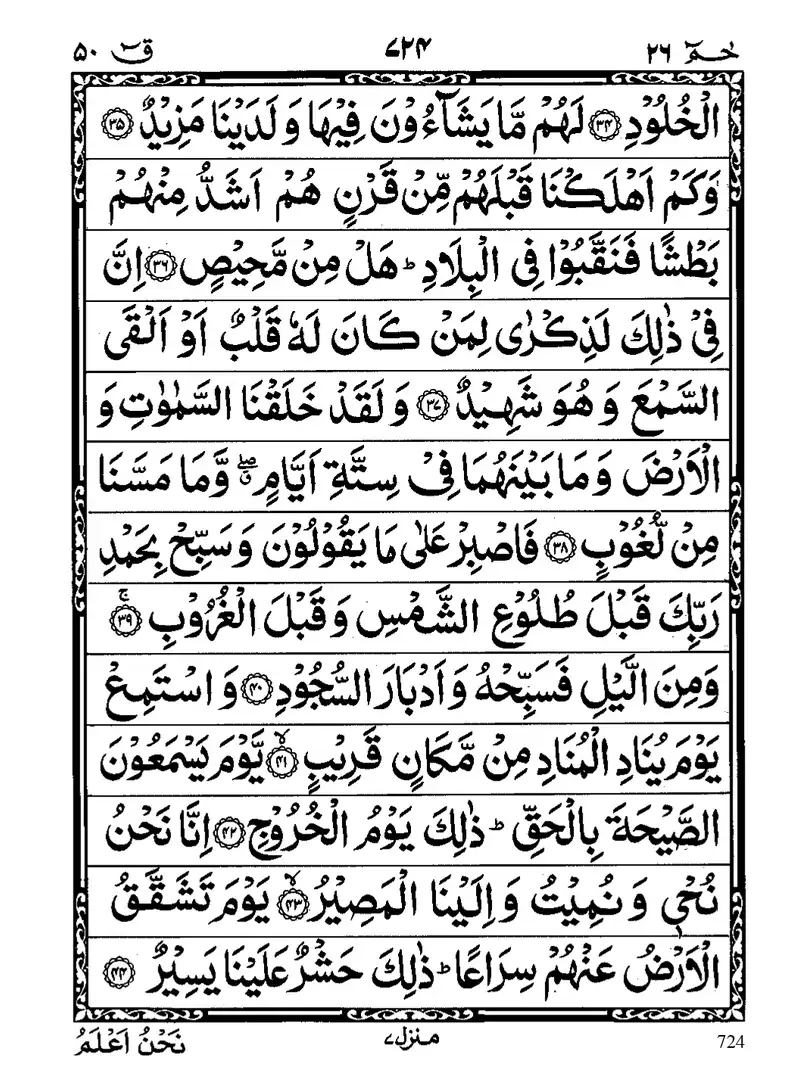 حٰمٓ ٢٦ ٧٢٤ قٓ ٥٠
الْخُلُوْدِ ﴿٣٤﴾ لَهُمْ مَّا يَشَآءُوْنَ فِيْهَا وَلَدَيْنَا مَزِيْدٌ ﴿٣٥﴾
وَكَمْ اَهْلَكْنَا قَبْلَهُمْ مِّنْ قَرْنٍ هُمْ اَشَدُّ مِنْهُمْ
بَطْشًا فَنَقَّبُوْا فِى الْبِلَادِ ؕ هَلْ مِنْ مَّحِيْصٍ ﴿٣٦﴾ اِنَّ
فِىْ ذٰلِكَ لَذِكْرٰى لِمَنْ كَانَ لَهٗ قَلْبٌ اَوْ اَلْقَى
السَّمْعَ وَهُوَ شَهِيْدٌ ﴿٣٧﴾ وَلَقَدْ خَلَقْنَا السَّمٰوٰتِ وَ
الْاَرْضَ وَمَا بَيْنَهُمَا فِىْ سِتَّةِ اَيَّامٍ ۖ وَّمَا مَسَّنَا
مِنْ لُّغُوْبٍ ﴿٣٨﴾ فَاصْبِرْ عَلٰى مَا يَقُوْلُوْنَ وَسَبِّحْ بِحَمْدِ
رَبِّكَ قَبْلَ طُلُوْعِ الشَّمْسِ وَقَبْلَ الْغُرُوْبِ ۚ ﴿٣٩﴾
وَمِنَ الَّيْلِ فَسَبِّحْهُ وَاَدْبَارَ السُّجُوْدِ ﴿٤٠﴾ وَاسْتَمِعْ
يَوْمَ يُنَادِ الْمُنَادِ مِنْ مَّكَانٍ قَرِيْبٍ ۙ ﴿٤١﴾ يَّوْمَ يَسْمَعُوْنَ
الصَّيْحَةَ بِالْحَقِّ ؕ ذٰلِكَ يَوْمُ الْخُرُوْجِ ﴿٤٢﴾ اِنَّا نَحْنُ
نُحْىٖ وَنُمِيْتُ وَاِلَيْنَا الْمَصِيْرُ ۙ ﴿٤٣﴾ يَوْمَ تَشَقَّقُ
الْاَرْضُ عَنْهُمْ سِرَاعًا ؕ ذٰلِكَ حَشْرٌ عَلَيْنَا يَسِيْرٌ ﴿٤٤﴾
724 منزل ٧ نَحْنُ اَعْلَمُ